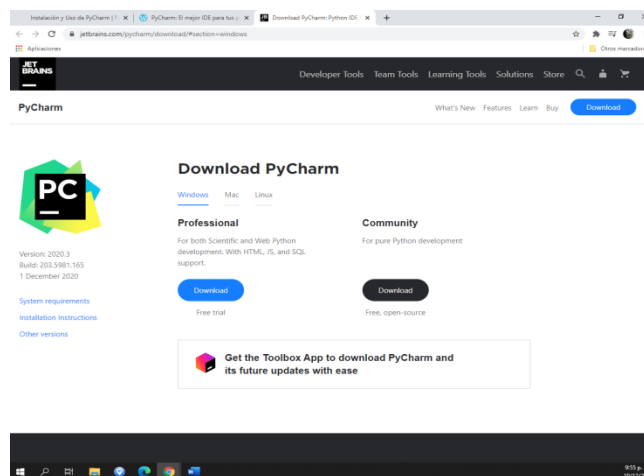 Instalación y Uso de PyCharm |
PyCharm: El mejor IDE para tus
Download PyCharm: Python IDE
jetbrains.com/pycharm/download/#section=windows
Aplicaciones
Otros marcador
JET
BRAINS
Developer Tools Team Tools Learning Tools Solutions Store
PyCharm
What's New Features Learn Buy Download
PC
Version: 2020.3
Build: 203.5981.165
1 December 2020
System requirements
Installation Instructions
Other versions
Download PyCharm
Windows Mac Linux
Professional
For both Scientific and Web Python
development. With HTML, JS, and SQL
support.
Download
Free trial
Community
For pure Python development
Download
Free, open-source
Get the Toolbox App to download PyCharm and
its future updates with ease
9:55 p.